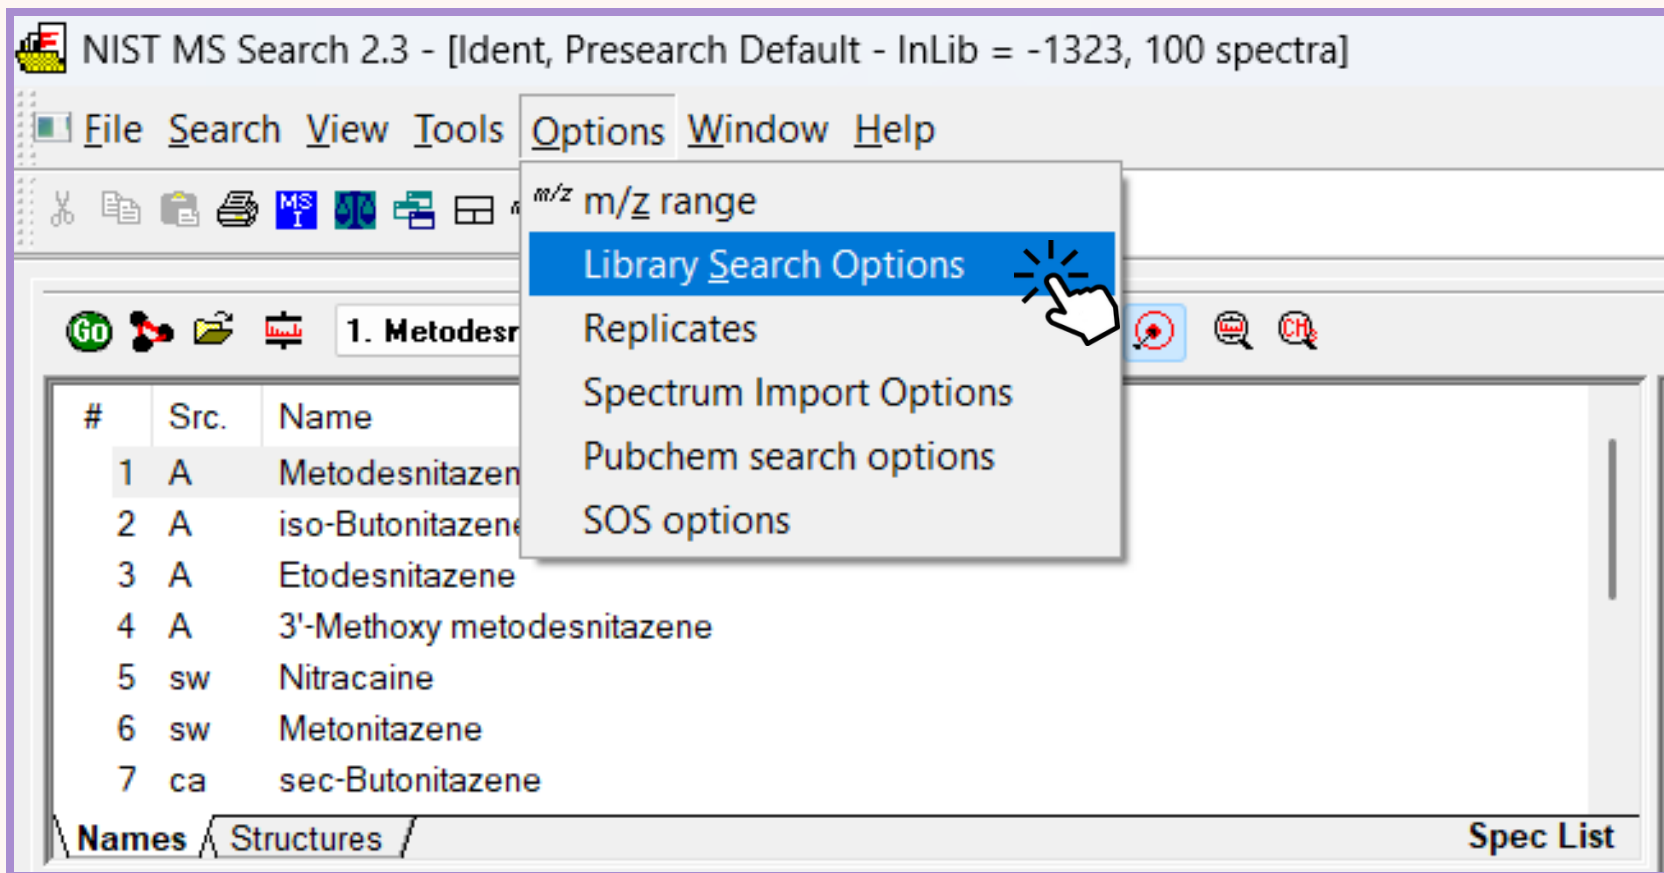 NIST MS Search 2.3 - [Ident, Presearch Default - InLib = -1323, 100 spectra]
File Search View Tools Options Window Help
MS I
m/z m/z range
Library Search Options
Replicates
Spectrum Import Options
Pubchem search options
SOS options
GO 1. Metodesr
# Src. Name
1 A Metodesnitazen
2 A iso-Butonitazene
3 A Etodesnitazene
4 A 3'-Methoxy metodesnitazene
5 sw Nitracaine
6 sw Metonitazene
7 ca sec-Butonitazene
Names Structures Spec List